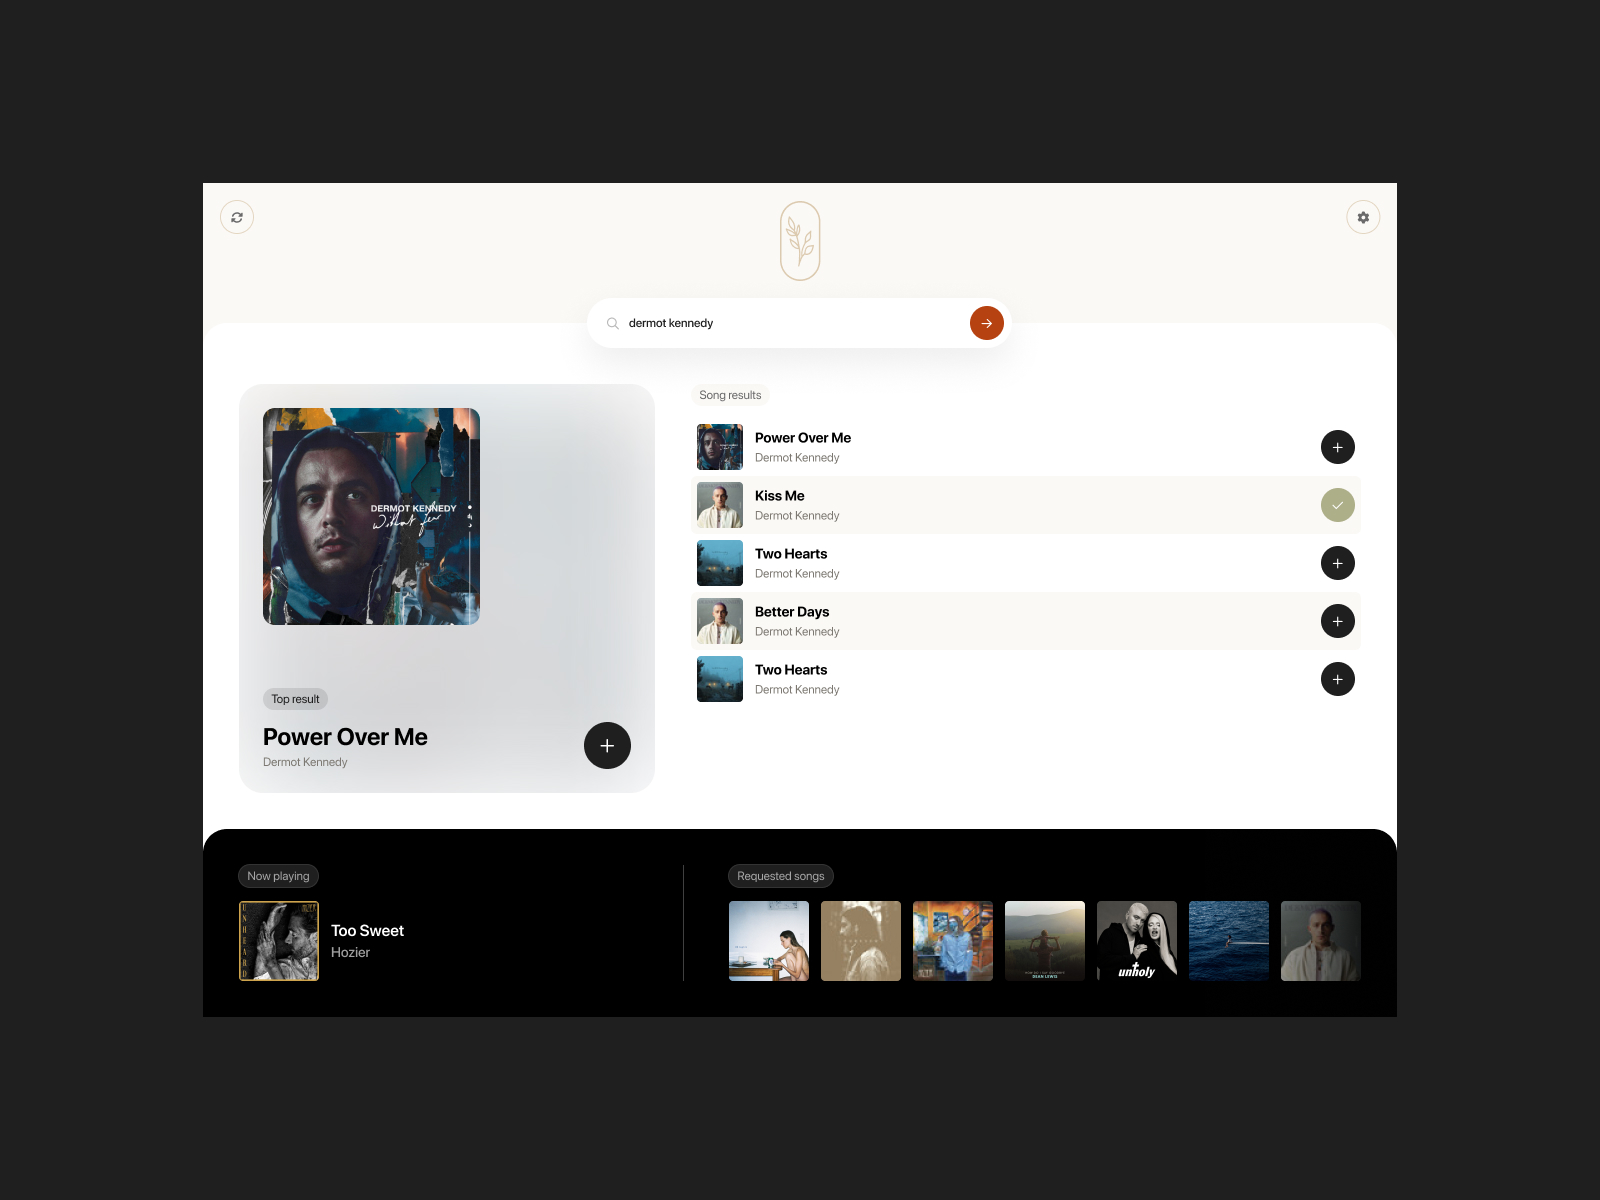 dermot kennedy
DERMOT KENNEDY
Without fear
Top result
Power Over Me
Dermot Kennedy
Song results
Power Over Me
Dermot Kennedy
Kiss Me
Dermot Kennedy
Two Hearts
Dermot Kennedy
Better Days
Dermot Kennedy
Two Hearts
Dermot Kennedy
Now playing
UNHEARD
Too Sweet
Hozier
Requested songs
DEAN LEWIS
unholy